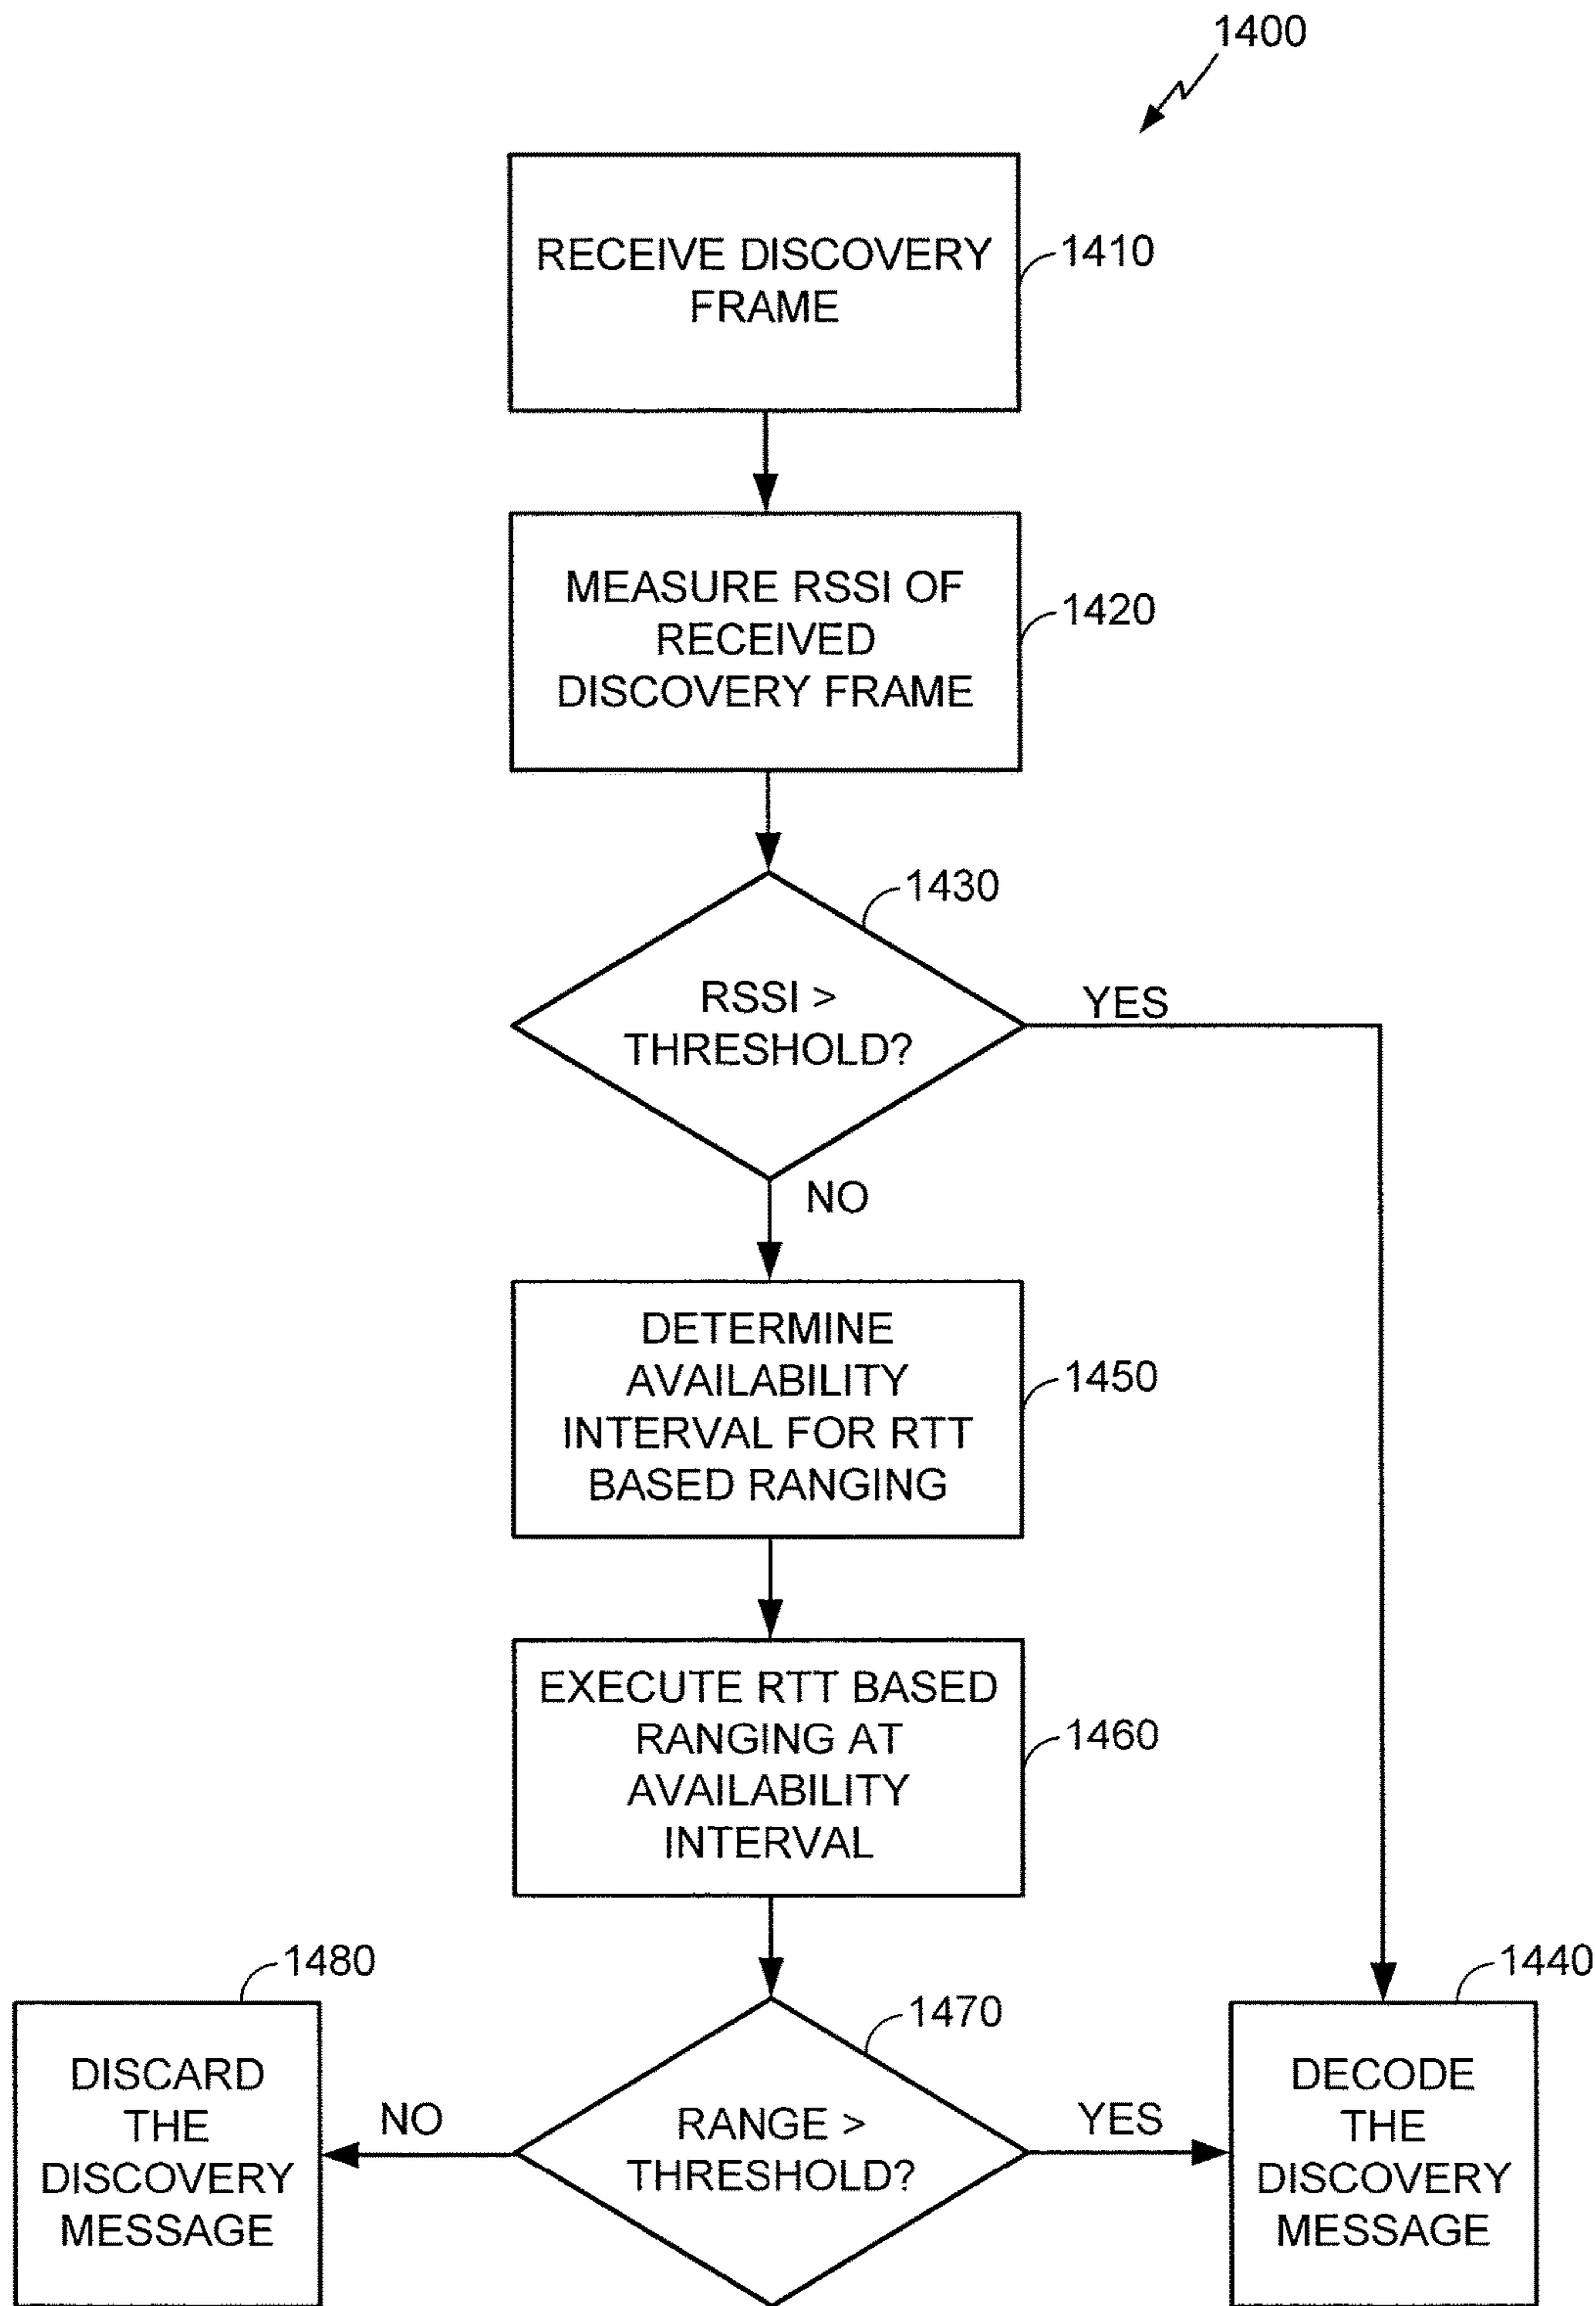 1400
RECEIVE DISCOVERY
FRAME
1410
MEASURE RSSI OF
RECEIVED
DISCOVERY FRAME
1420
1430
RSSI >
THRESHOLD?
YES
NO
DETERMINE
AVAILABILITY
INTERVAL FOR RTT
BASED RANGING
1450
EXECUTE RTT BASED
RANGING AT
AVAILABILITY
INTERVAL
1460
1480
DISCARD
THE
DISCOVERY
MESSAGE
NO
1470
RANGE >
THRESHOLD?
YES
1440
DECODE
THE
DISCOVERY
MESSAGE